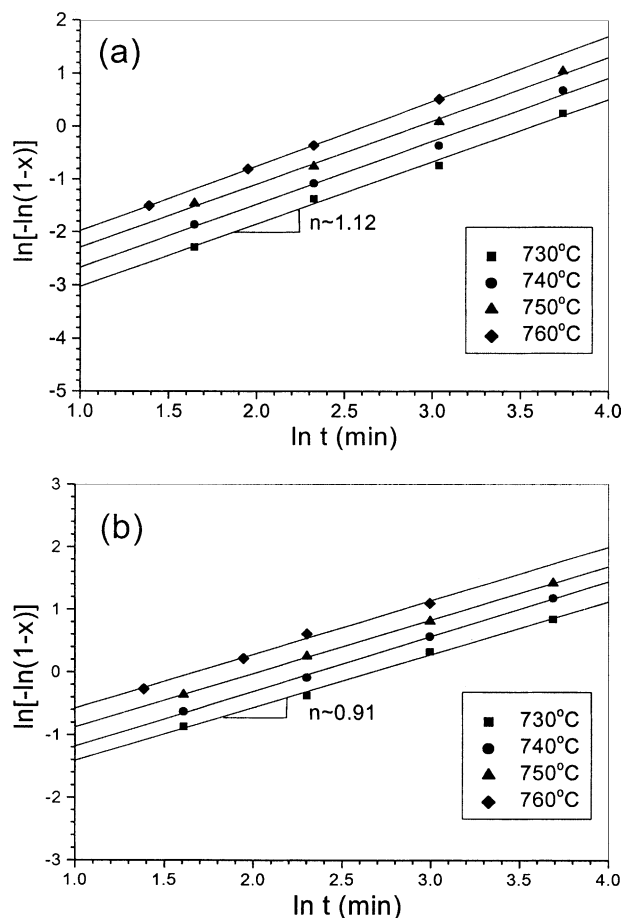 (a)
2
1
0
-1
-2
-3
-4
-5
ln[-ln(1-x)]
n~1.12
730°C
740°C
750°C
760°C
1.0 1.5 2.0 2.5 3.0 3.5 4.0
ln t (min)
(b)
3
2
1
0
-1
-2
-3
ln[-ln(1-x)]
n~0.91
730°C
740°C
750°C
760°C
1.0 1.5 2.0 2.5 3.0 3.5 4.0
ln t (min)